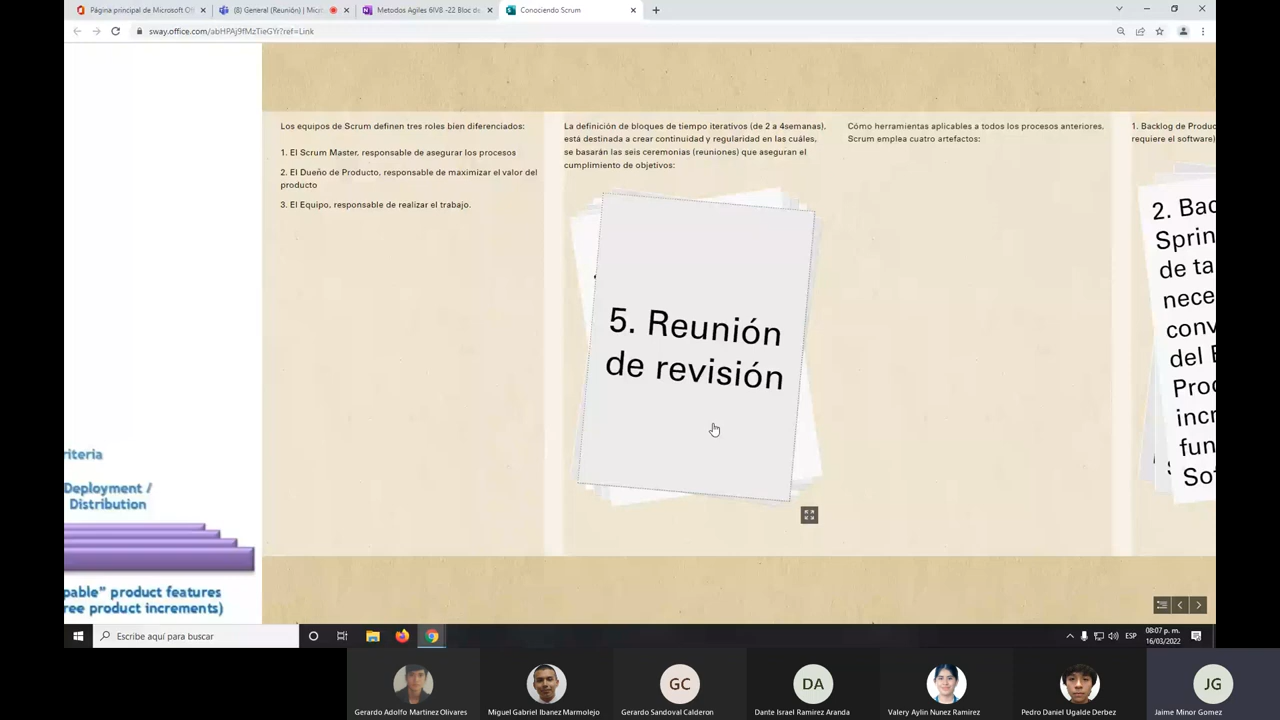 Página principal de Microsoft Of
(8) General (Reunión) | Micr
Metodos Agiles 6IV8 -22 Bloc de
Conociendo Scrum
sway.office.com/abHPAj9fMzTieGYr?ref=Link
Los equipos de Scrum definen tres roles bien diferenciados:
1. El Scrum Master, responsable de asegurar los procesos
2. El Dueño de Producto, responsable de maximizar el valor del
producto
3. El Equipo, responsable de realizar el trabajo.
La definición de bloques de tiempo iterativos (de 2 a 4semanas),
está destinada a crear continuidad y regularidad en las cuáles,
se basarán las seis ceremonias (reuniones) que aseguran el
cumplimiento de objetivos:
5. Reunión
de revisión
Cómo herramientas aplicables a todos los procesos anteriores,
Scrum emplea cuatro artefactos:
1. Backlog de Produc
requiere el software)
2. Bac
Sprin
de ta
nece
conv
del B
Proc
incr
fun
Sof
riteria
Deployment /
Distribution
pable" product features
ree product increments)
Escribe aquí para buscar
ESP
08:07 p. m.
16/03/2022
GC
DA
JG
Gerardo Adolfo Martinez Olivares
Miguel Gabriel Ibanez Marmolejo
Gerardo Sandoval Calderon
Dante Israel Ramirez Aranda
Valery Aylin Nunez Ramirez
Pedro Daniel Ugalde Derbez
Jaime Minor Gomez